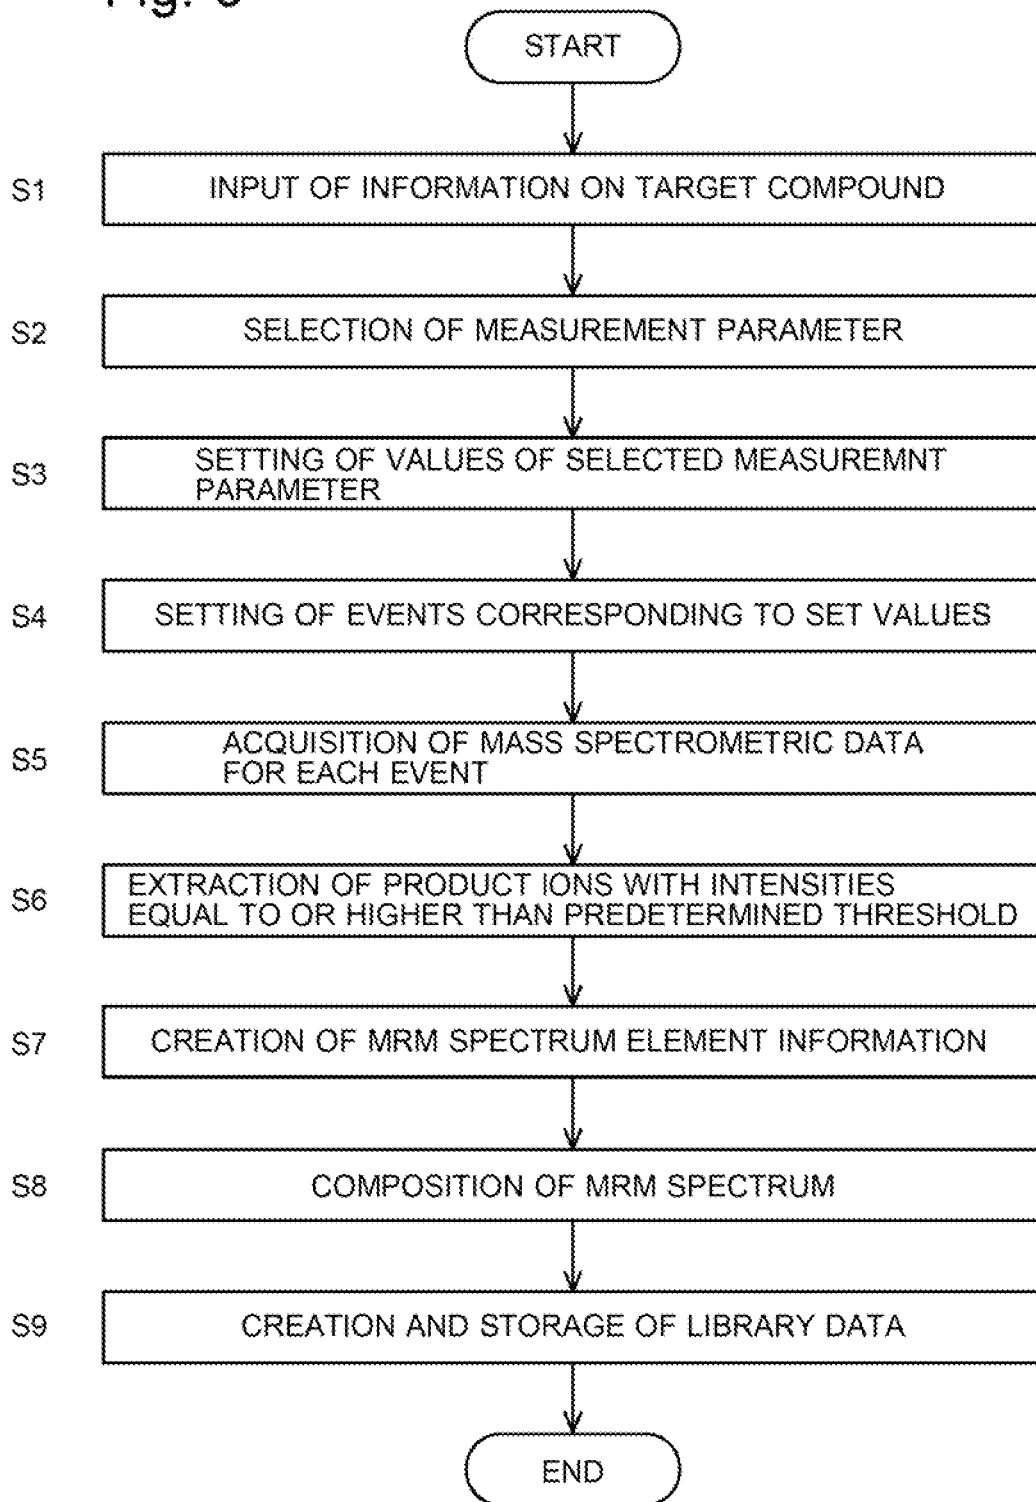 START
S1 INPUT OF INFORMATION ON TARGET COMPOUND
S2 SELECTION OF MEASUREMENT PARAMETER
S3 SETTING OF VALUES OF SELECTED MEASUREMNT
PARAMETER
S4 SETTING OF EVENTS CORRESPONDING TO SET VALUES
S5 ACQUISITION OF MASS SPECTROMETRIC DATA
FOR EACH EVENT
S6 EXTRACTION OF PRODUCT IONS WITH INTENSITIES
EQUAL TO OR HIGHER THAN PREDETERMINED THRESHOLD
S7 CREATION OF MRM SPECTRUM ELEMENT INFORMATION
S8 COMPOSITION OF MRM SPECTRUM
S9 CREATION AND STORAGE OF LIBRARY DATA
END